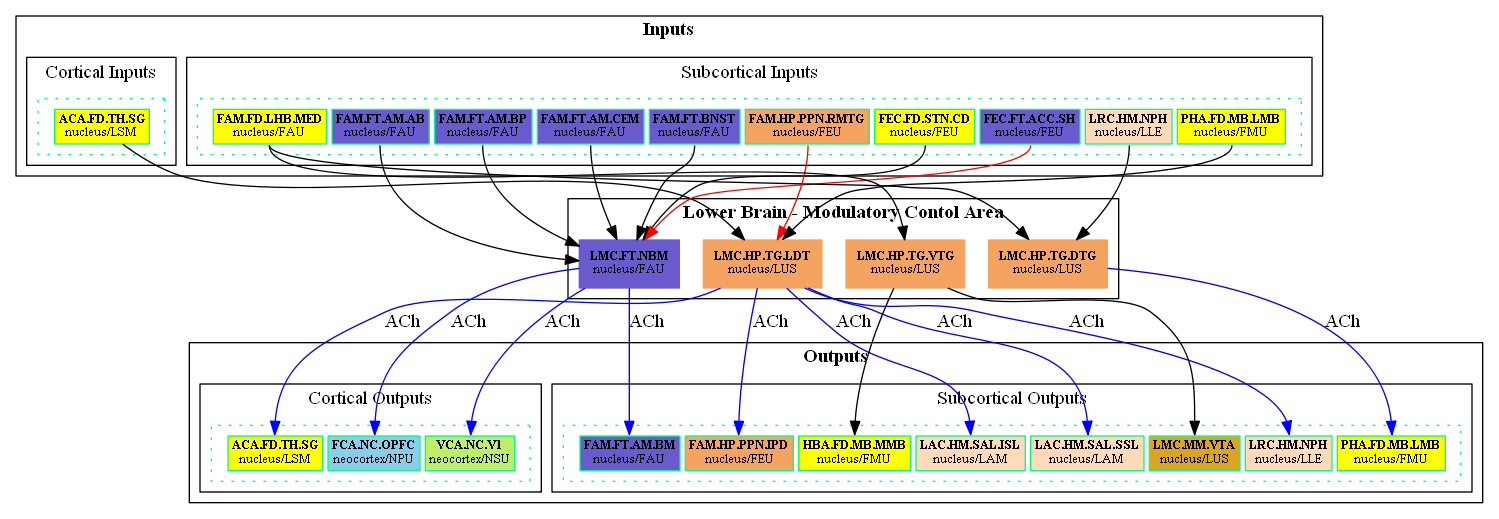 Inputs
Cortical Inputs
Subcortical Inputs
ACA.FD.TH.SG
nucleus/LSM
FAM.FD.LHB.MED
nucleus/FAU
FAM.FT.AM.AB
nucleus/FAU
FAM.FT.AM.BP
nucleus/FAU
FAM.FT.AM.CEM
nucleus/FAU
FAM.FT.BNST
nucleus/FAU
FAM.HP.PPN.RMTG
nucleus/FEU
FEC.FD.STN.CD
nucleus/FEU
FEC.FT.ACC.SH
nucleus/FEU
LRC.HM.NPH
nucleus/LLE
PHA.FD.MB.LMB
nucleus/FMU
Lower Brain - Modulatory Contol Area
LMC.FT.NBM
nucleus/FAU
LMC.HP.TG.LDT
nucleus/LUS
LMC.HP.TG.VTG
nucleus/LUS
LMC.HP.TG.DTG
nucleus/LUS
ACh
ACh
ACh
ACh
ACh
ACh
ACh
ACh
ACh
Outputs
Cortical Outputs
Subcortical Outputs
ACA.FD.TH.SG
nucleus/LSM
FCA.NC.OPFC
neocortex/NPU
VCA.NC.VI
neocortex/NSU
FAM.FT.AM.BM
nucleus/FAU
FAM.HP.PPN.IPD
nucleus/FEU
HBA.FD.MB.MMB
nucleus/FMU
LAC.HM.SAL.ISL
nucleus/LAM
LAC.HM.SAL.SSL
nucleus/LAM
LMC.MM.VTA
nucleus/LUS
LRC.HM.NPH
nucleus/LLE
PHA.FD.MB.LMB
nucleus/FMU